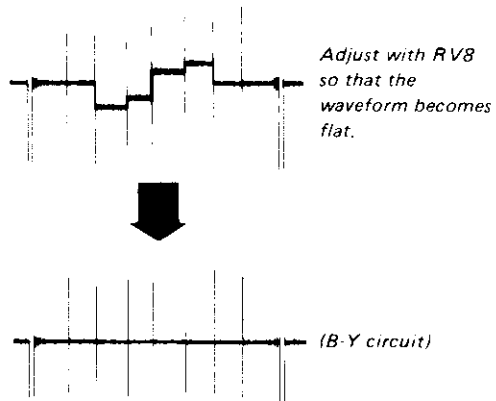 Adjust with RV8
so that the
waveform becomes
flat.
(B-Y circuit)